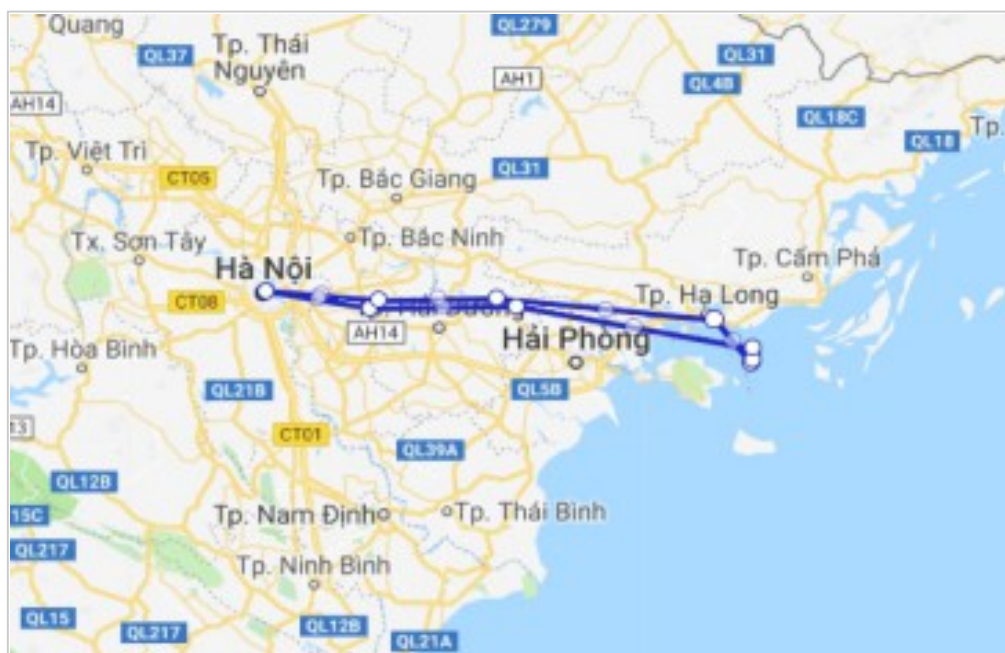 Quang
QL37
Tp. Thái
Nguyên
QL279
AH1
QL31
QL4B
QL18C
QL18
Tp.
AH14
Tp. Việt Trì
CT05
Tp. Bắc Giang
QL31
Tx. Sơn Tây
Tp. Bắc Ninh
Tp. Cẩm Phả
Hà Nội
CT08
Tp. Hạ Long
AH14
Hải Phòng
Tp. Hòa Bình
QL21B
QL5B
CT01
QL39A
13
QL12B
15C
Tp. Nam Định
Tp. Thái Bình
QL217
Tp. Ninh Bình
QL15
QL217
QL12B
QL21A